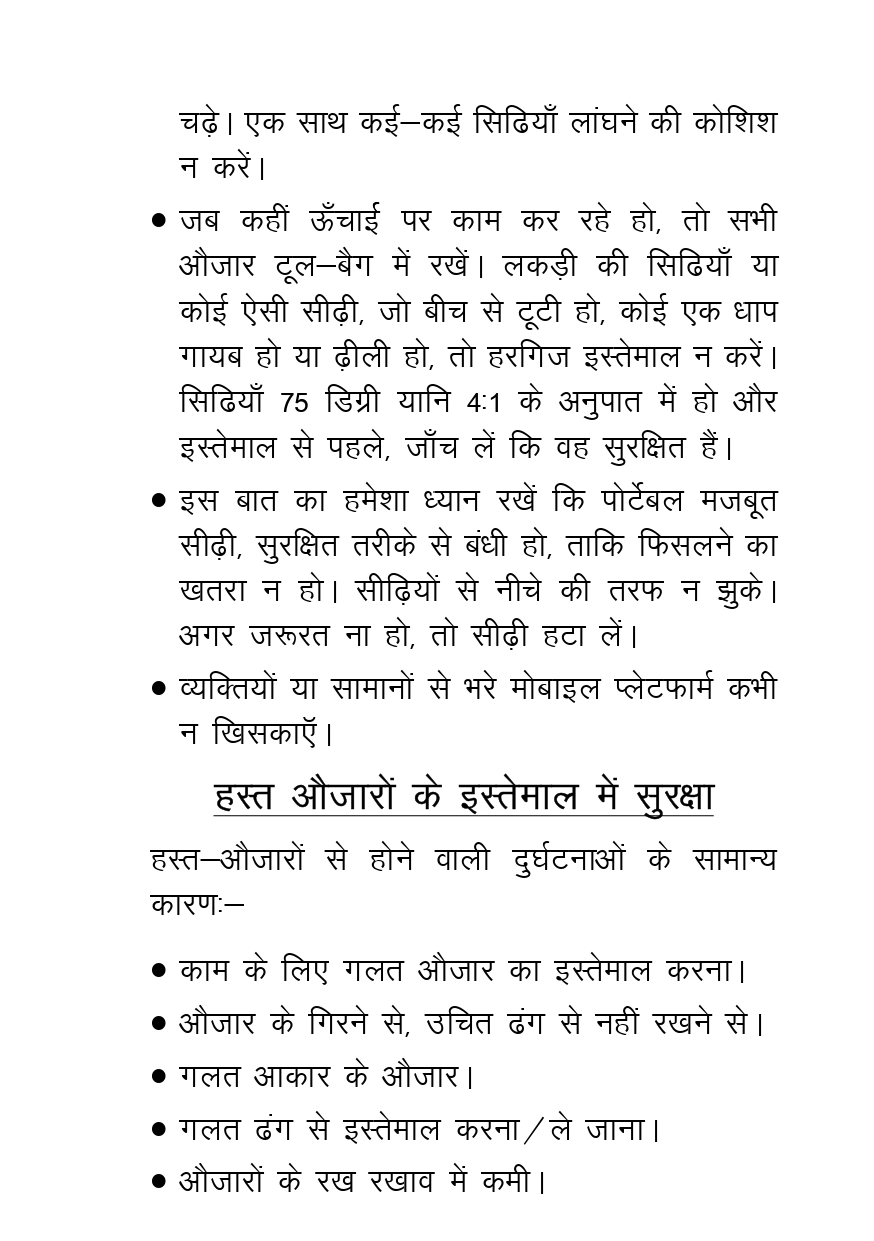 चढ़े। एक साथ कई–कई सिढियाँ लांघने की कोशिश
न करें।
● जब कहीं ऊँचाई पर काम कर रहे हो, तो सभी
औजार टूल–बैग में रखें। लकड़ी की सिढियाँ या
कोई ऐसी सीढ़ी, जो बीच से टूटी हो, कोई एक धाप
गायब हो या ढ़ीली हो, तो हरगिज इस्तेमाल न करें।
सिढियाँ 75 डिग्री यानि 4:1 के अनुपात में हो और
इस्तेमाल से पहले, जाँच लें कि वह सुरक्षित हैं।
● इस बात का हमेशा ध्यान रखें कि पोर्टेबल मजबूत
सीढ़ी, सुरक्षित तरीके से बंधी हो, ताकि फिसलने का
खतरा न हो। सीढ़ियों से नीचे की तरफ न झुके।
अगर जरूरत ना हो, तो सीढ़ी हटा लें।
● व्यक्तियों या सामानों से भरे मोबाइल प्लेटफार्म कभी
न खिसकाऍ।
हस्त औजारों के इस्तेमाल में सुरक्षा
हस्त–औजारों से होने वाली दुर्घटनाओं के सामान्य
कारण:–
● काम के लिए गलत औजार का इस्तेमाल करना।
● औजार के गिरने से, उचित ढंग से नहीं रखने से।
● गलत आकार के औजार।
● गलत ढंग से इस्तेमाल करना/ले जाना।
● औजारों के रख रखाव में कमी।